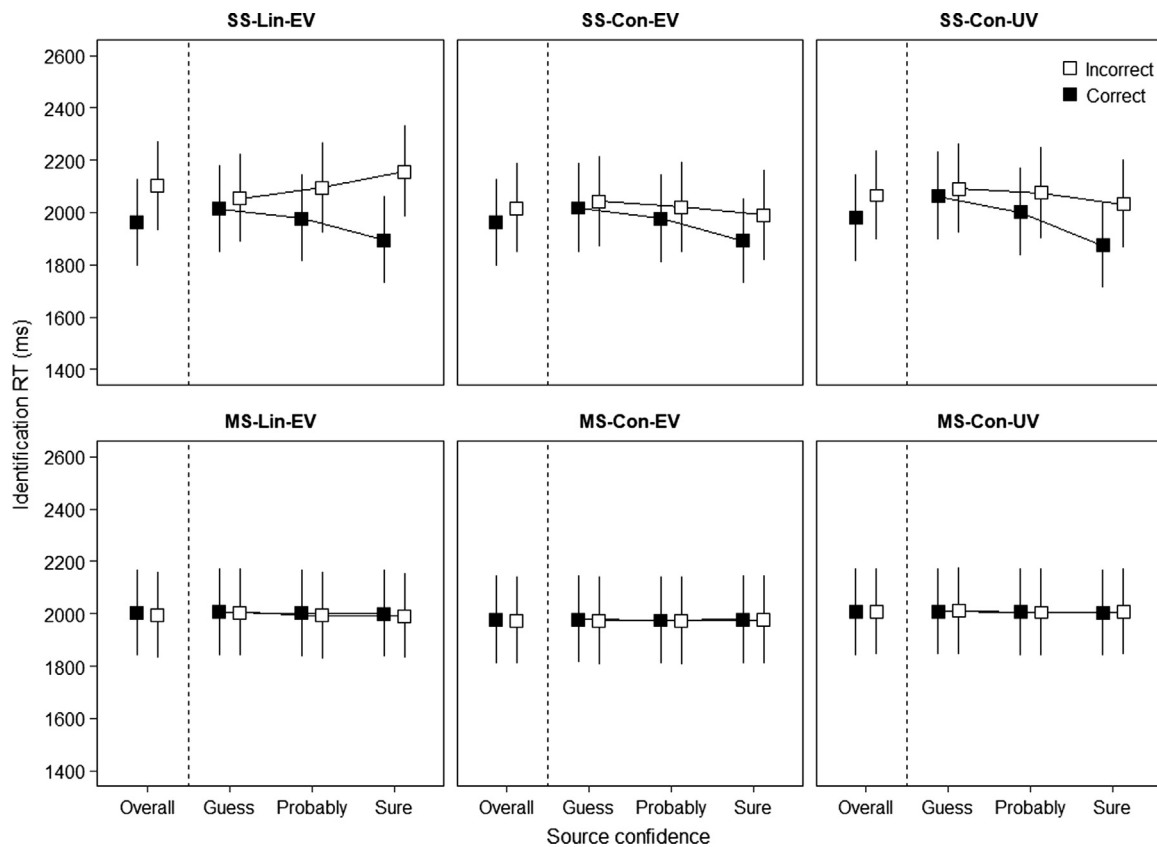 SS-Lin-EV
SS-Con-EV
SS-Con-UV
Incorrect
Correct
2600
2400
2200
2000
1800
1600
1400
Identification RT (ms)
MS-Lin-EV
MS-Con-EV
MS-Con-UV
2600
2400
2200
2000
1800
1600
1400
Overall Guess Probably Sure
Overall Guess Probably Sure
Overall Guess Probably Sure
Source confidence